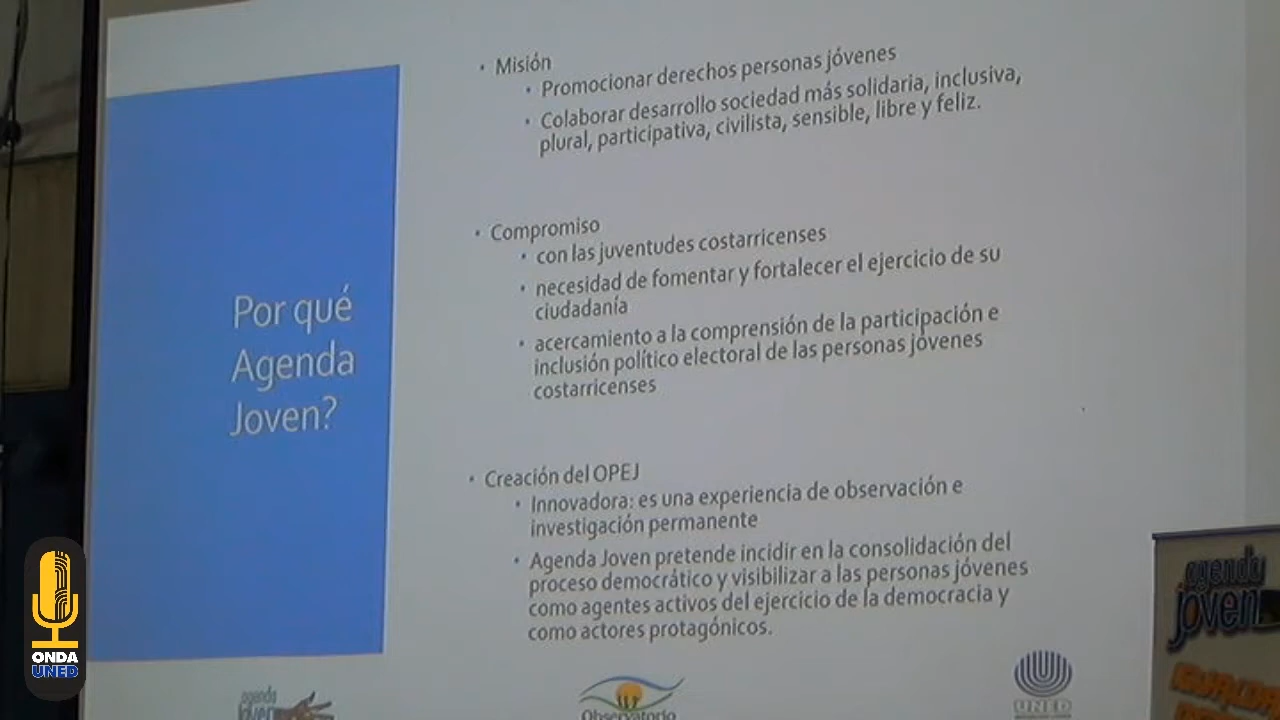 Por qué
Agenda
Joven?
• Misión
• Promocionar derechos personas jóvenes
• Colaborar desarrollo sociedad más solidaria, inclusiva,
plural, participativa, civilista, sensible, libre y feliz.
• Compromiso
• con las juventudes costarricenses
• necesidad de fomentar y fortalecer el ejercicio de su
ciudadanía
• acercamiento a la comprensión de la participación e
inclusión político electoral de las personas jóvenes
costarricenses
• Creación del OPEJ
• Innovadora: es una experiencia de observación e
investigación permanente
• Agenda Joven pretende incidir en la consolidación del
proceso democrático y visibilizar a las personas jóvenes
como agentes activos del ejercicio de la democracia y
como actores protagónicos.
agenda
joven
Observatorio
UNED
agenda
joven
ONDA
UNED